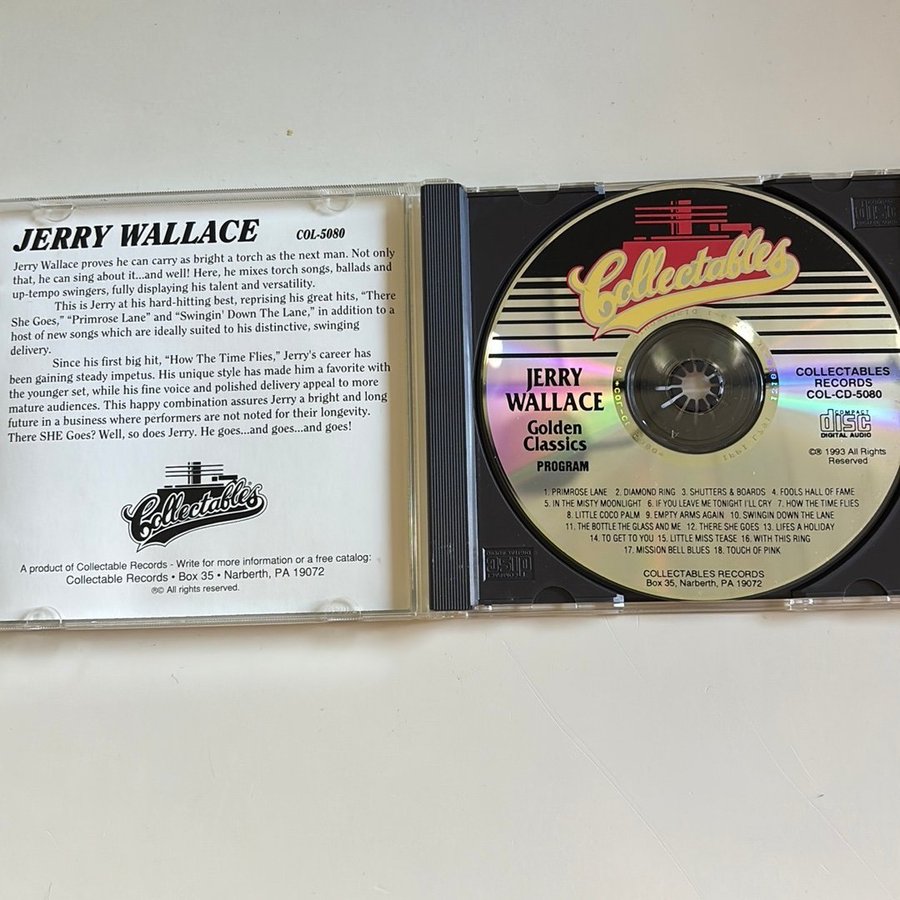 JERRY WALLACE COL-5080
Jerry Wallace proves he can carry as bright a torch as the next man. Not only
that, he can sing about it...and well! Here, he mixes torch songs, ballads and
up-tempo swingers, fully displaying his talent and versatility.
This is Jerry at his hard-hitting best, reprising his great hits, "There
She Goes," "Primrose Lane" and "Swingin' Down The Lane," in addition to a
host of new songs which are ideally suited to his distinctive, swinging
delivery.
Since his first big hit, "How The Time Flies," Jerry's career has
been gaining steady impetus. His unique style has made him a favorite with
the younger set, while his fine voice and polished delivery appeal to more
mature audiences. This happy combination assures Jerry a bright and long
future in a business where performers are not noted for their longevity.
There SHE Goes? Well, so does Jerry. He goes...and goes...and goes!
Collectables
A product of Collectable Records - Write for more information or a free catalog:
Collectable Records • Box 35 • Narberth, PA 19072
℗© All rights reserved.
Collectables
JERRY
WALLACE
Golden
Classics
PROGRAM
COLLECTABLES
RECORDS
COL-CD-5080
COMPACT
disc
DIGITAL AUDIO
©℗ 1993 All Rights
Reserved
1. PRIMROSE LANE 2. DIAMOND RING 3. SHUTTERS & BOARDS 4. FOOLS HALL OF FAME
5. IN THE MISTY MOONLIGHT 6. IF YOU LEAVE ME TONIGHT I'LL CRY 7. HOW THE TIME FLIES
8. LITTLE COCO PALM 9. EMPTY ARMS AGAIN 10. SWINGIN DOWN THE LANE
11. THE BOTTLE THE GLASS AND ME 12. THERE SHE GOES 13. LIFES A HOLIDAY
14. TO GET TO YOU 15. LITTLE MISS TEASE 16. WITH THIS RING
17. MISSION BELL BLUES 18. TOUCH OF PINK
COLLECTABLES RECORDS
Box 35, Narberth, PA 19072
disc
disc